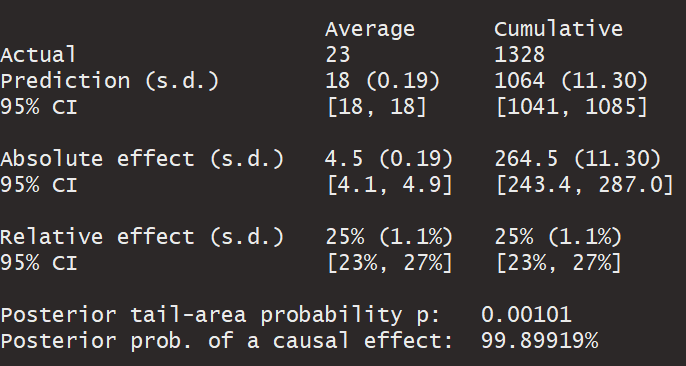 Average Cumulative
Actual 23 1328
Prediction (s.d.) 18 (0.19) 1064 (11.30)
95% CI [18, 18] [1041, 1085]
Absolute effect (s.d.) 4.5 (0.19) 264.5 (11.30)
95% CI [4.1, 4.9] [243.4, 287.0]
Relative effect (s.d.) 25% (1.1%) 25% (1.1%)
95% CI [23%, 27%] [23%, 27%]
Posterior tail-area probability p: 0.00101
Posterior prob. of a causal effect: 99.89919%